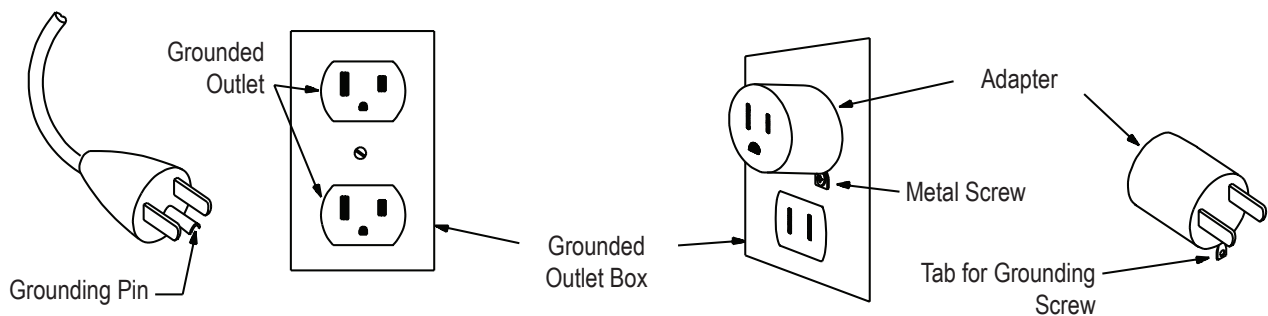 Grounded
Outlet
Grounding Pin
Grounded
Outlet Box
Adapter
Metal Screw
Tab for Grounding
Screw